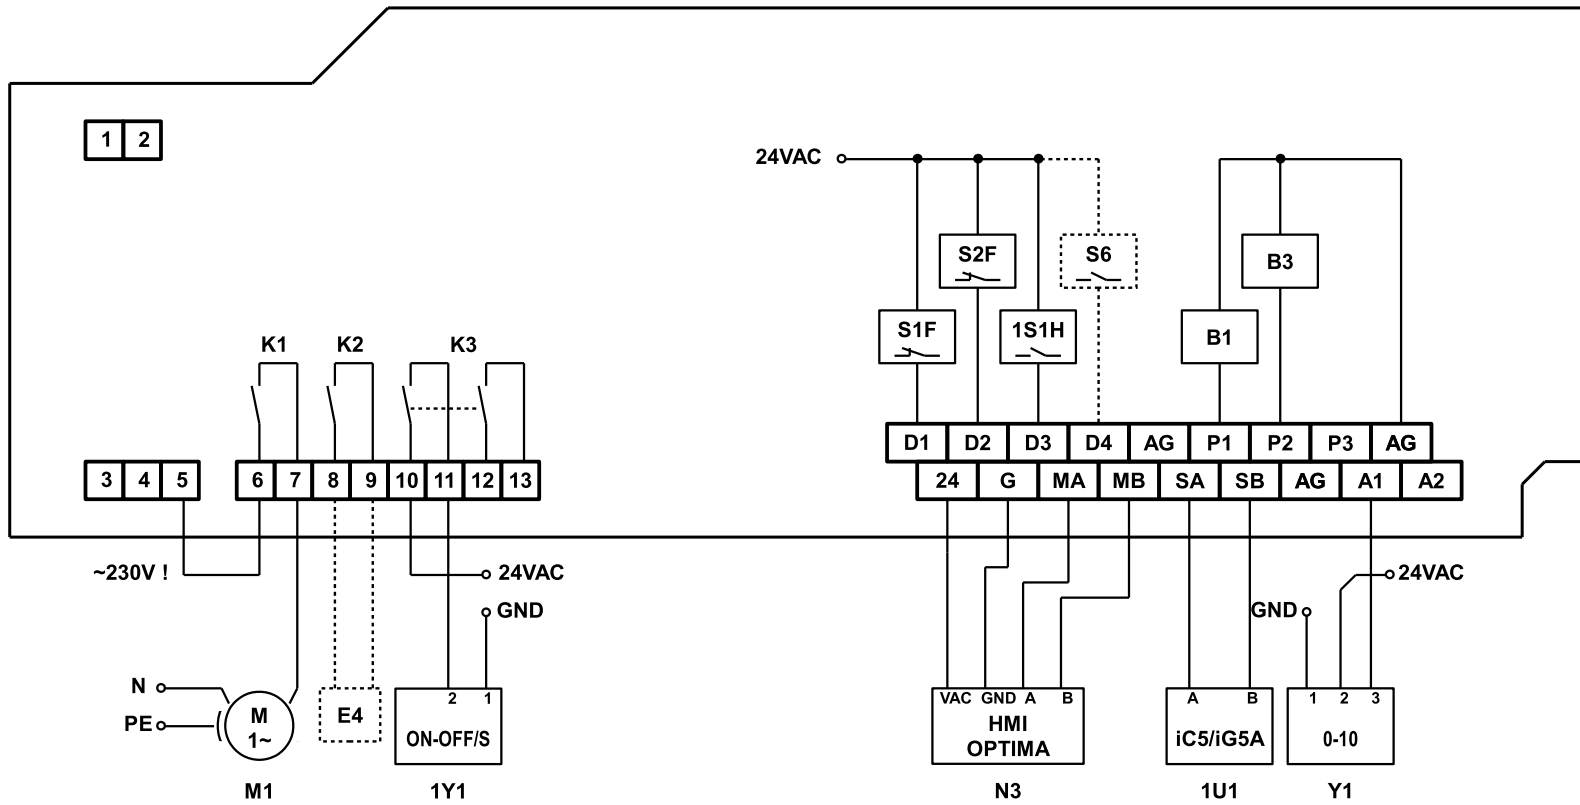 1 2
24VAC
S2F S6 B3
S1F 1S1H B1
K1 K2 K3
D1 D2 D3 D4 AG P1 P2 P3 AG
3 4 5 6 7 8 9 10 11 12 13
24 G MA MB SA SB AG A1 A2
~230V ! 24VAC 24VAC
GND GND
N
PE
M
1~
E4
2 1
ON-OFF/S
VAC GND A B
HMI
OPTIMA
A B
iC5/iG5A
1 2 3
0-10
M1 1Y1 N3 1U1 Y1